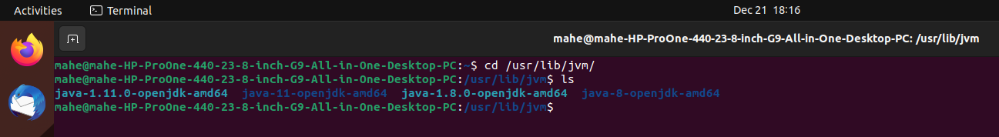 Activities Terminal Dec 21 18:16
mahe@mahe-HP-ProOne-440-23-8-inch-G9-All-in-One-Desktop-PC: /usr/lib/jvm
mahe@mahe-HP-ProOne-440-23-8-inch-G9-All-in-One-Desktop-PC:~$ cd /usr/lib/jvm/
mahe@mahe-HP-ProOne-440-23-8-inch-G9-All-in-One-Desktop-PC:/usr/lib/jvm$ ls
java-1.11.0-openjdk-amd64 java-11-openjdk-amd64 java-1.8.0-openjdk-amd64 java-8-openjdk-amd64
mahe@mahe-HP-ProOne-440-23-8-inch-G9-All-in-One-Desktop-PC:/usr/lib/jvm$